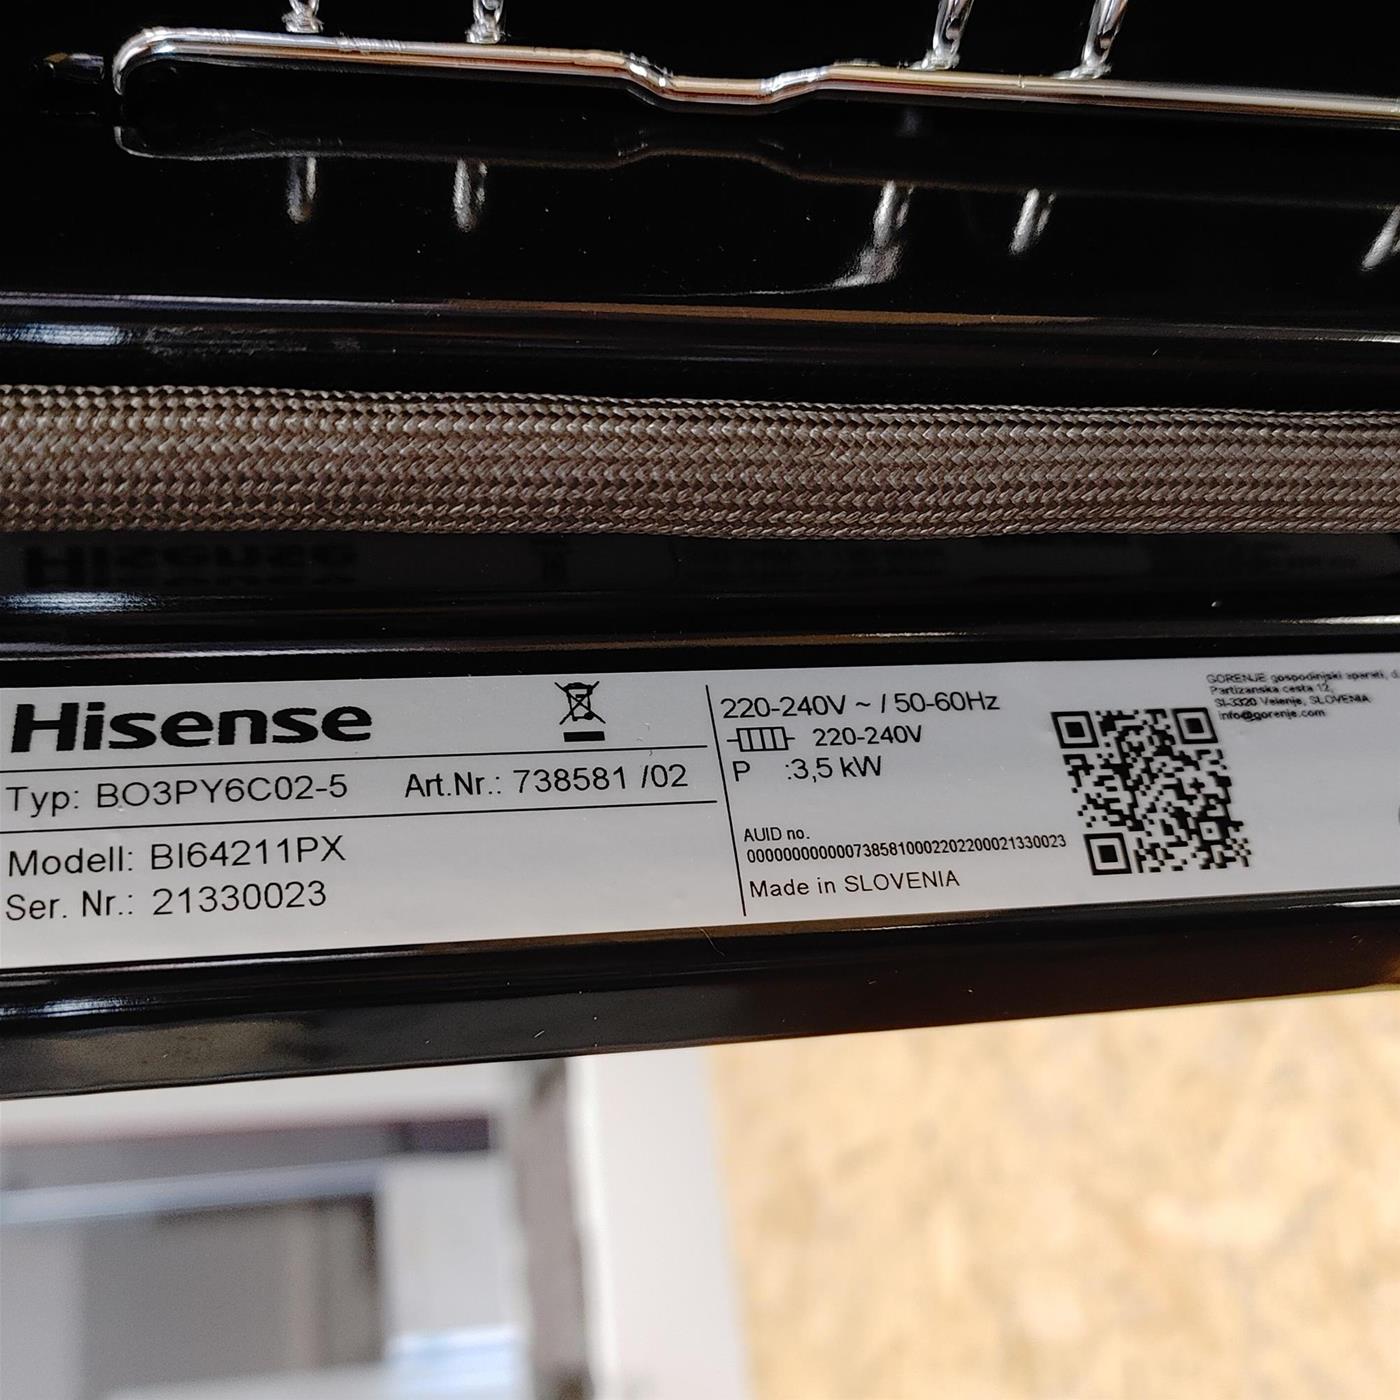 Hisense
Typ: BO3PY6C02-5 Art.Nr.: 738581 /02
Modell: BI64211PX
Ser. Nr.: 21330023
220-240V ~ / 50-60Hz
220-240V
P :3,5 kW
AUID no.
0000000000007385810002202200021330023
Made in SLOVENIA
GORENJE gospodinjski aparati, d.
Partizanska cesta 12,
SI-3320 Velenje, SLOVENIA
info@gorenje.com